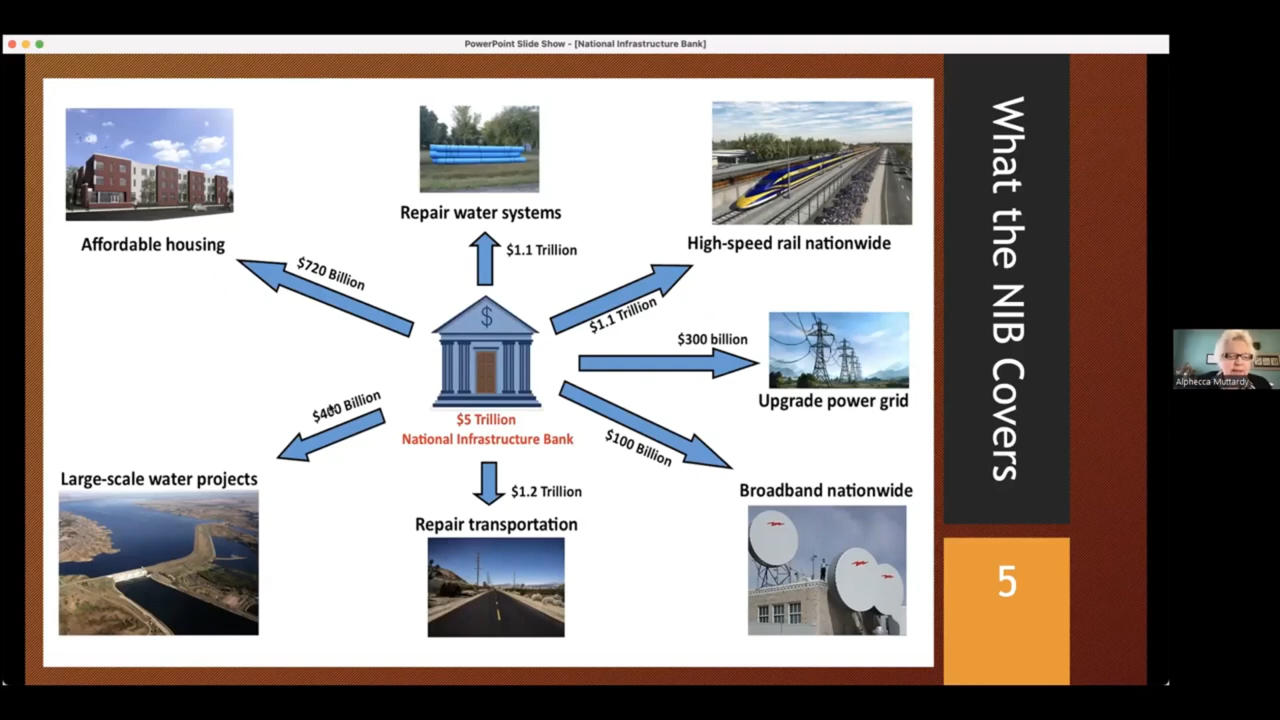 PowerPoint Slide Show - [National Infrastructure Bank]
What the NIB Covers
Repair water systems
Affordable housing
High-speed rail nationwide
$720 Billion
$1.1 Trillion
$1.1 Trillion
$
$300 billion
Upgrade power grid
$400 Billion
$5 Trillion
National Infrastructure Bank
$100 Billion
Large-scale water projects
$1.2 Trillion
Broadband nationwide
Repair transportation
5
Alphecca Muttardy